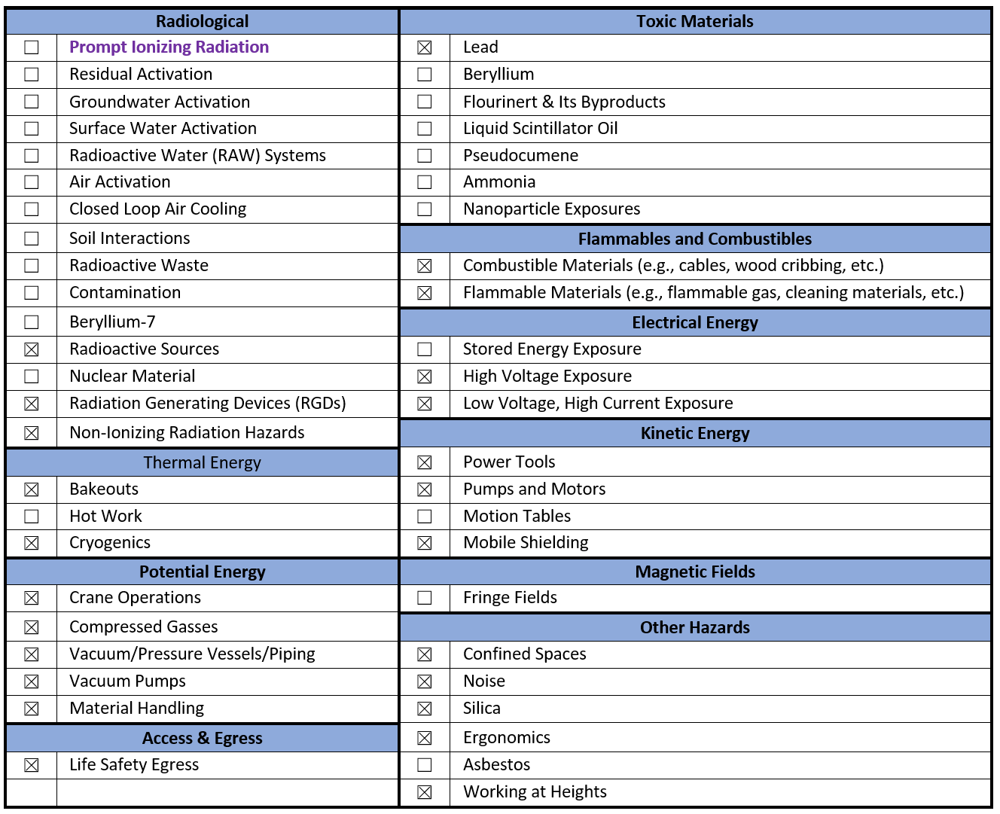 Radiological
☐ Prompt Ionizing Radiation
☐ Residual Activation
☐ Groundwater Activation
☐ Surface Water Activation
☐ Radioactive Water (RAW) Systems
☐ Air Activation
☐ Closed Loop Air Cooling
☐ Soil Interactions
☐ Radioactive Waste
☐ Contamination
☐ Beryllium-7
☒ Radioactive Sources
☐ Nuclear Material
☒ Radiation Generating Devices (RGDs)
☒ Non-Ionizing Radiation Hazards
Thermal Energy
☒ Bakeouts
☐ Hot Work
☒ Cryogenics
Potential Energy
☒ Crane Operations
☒ Compressed Gasses
☒ Vacuum/Pressure Vessels/Piping
☒ Vacuum Pumps
☒ Material Handling
Access & Egress
☒ Life Safety Egress
Toxic Materials
☒ Lead
☐ Beryllium
☐ Flourinert & Its Byproducts
☐ Liquid Scintillator Oil
☐ Pseudocumene
☐ Ammonia
☐ Nanoparticle Exposures
Flammables and Combustibles
☒ Combustible Materials (e.g., cables, wood cribbing, etc.)
☒ Flammable Materials (e.g., flammable gas, cleaning materials, etc.)
Electrical Energy
☐ Stored Energy Exposure
☒ High Voltage Exposure
☒ Low Voltage, High Current Exposure
Kinetic Energy
☒ Power Tools
☒ Pumps and Motors
☐ Motion Tables
☒ Mobile Shielding
Magnetic Fields
☐ Fringe Fields
Other Hazards
☒ Confined Spaces
☒ Noise
☒ Silica
☒ Ergonomics
☐ Asbestos
☒ Working at Heights